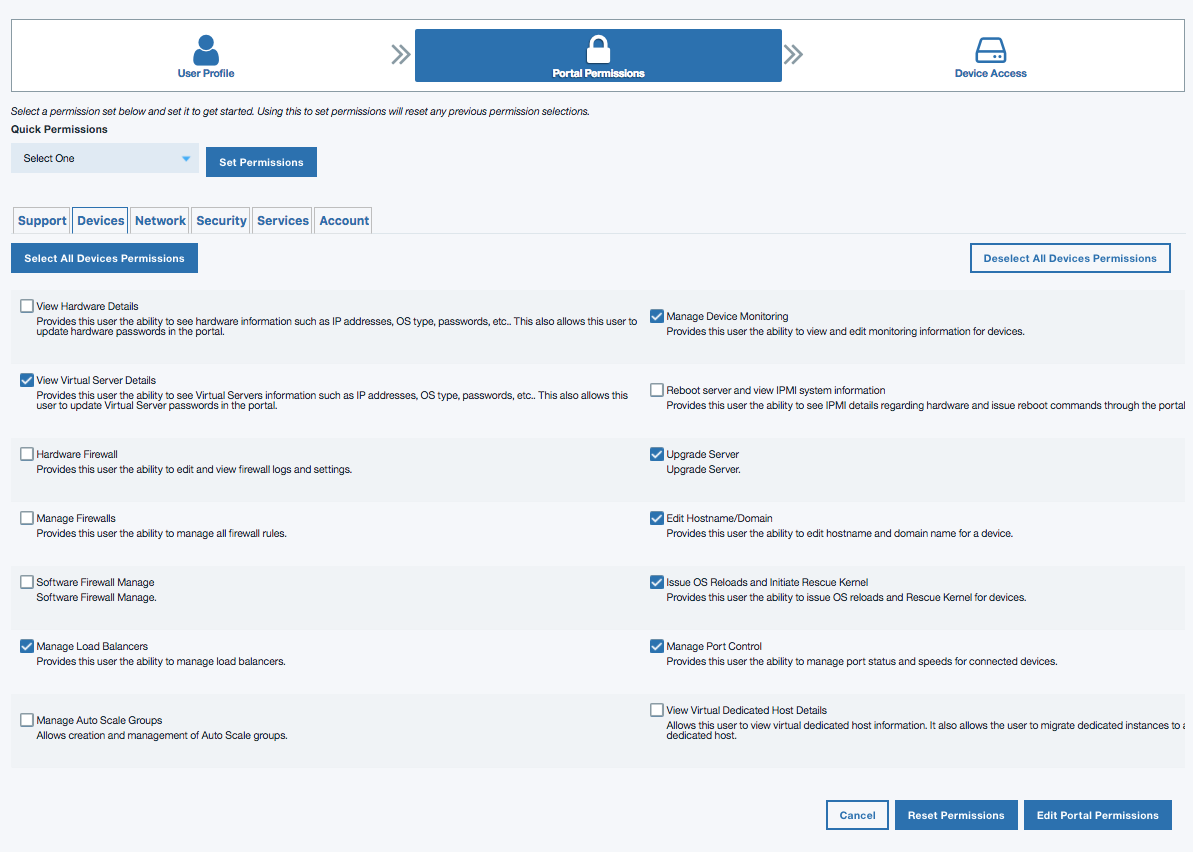 User Profile
Portal Permissions
Device Access
Select a permission set below and set it to get started. Using this to set permissions will reset any previous permission selections.
Quick Permissions
Select One
Set Permissions
Support
Devices
Network
Security
Services
Account
Select All Devices Permissions
Deselect All Devices Permissions
View Hardware Details
Provides this user the ability to see hardware information such as IP addresses, OS type, passwords, etc.. This also allows this user to
update hardware passwords in the portal.
Manage Device Monitoring
Provides this user the ability to view and edit monitoring information for devices.
View Virtual Server Details
Provides this user the ability to see Virtual Servers information such as IP addresses, OS type, passwords, etc.. This also allows this
user to update Virtual Server passwords in the portal.
Reboot server and view IPMI system information
Provides this user the ability to see IPMI details regarding hardware and issue reboot commands through the portal
Hardware Firewall
Provides this user the ability to edit and view firewall logs and settings.
Upgrade Server
Upgrade Server.
Manage Firewalls
Provides this user the ability to manage all firewall rules.
Edit Hostname/Domain
Provides this user the ability to edit hostname and domain name for a device.
Software Firewall Manage
Software Firewall Manage.
Issue OS Reloads and Initiate Rescue Kernel
Provides this user the ability to issue OS reloads and Rescue Kernel for devices.
Manage Load Balancers
Provides this user the ability to manage load balancers.
Manage Port Control
Provides this user the ability to manage port status and speeds for connected devices.
Manage Auto Scale Groups
Allows creation and management of Auto Scale groups.
View Virtual Dedicated Host Details
Allows this user to view virtual dedicated host information. It also allows the user to migrate dedicated instances to a
dedicated host.
Cancel
Reset Permissions
Edit Portal Permissions